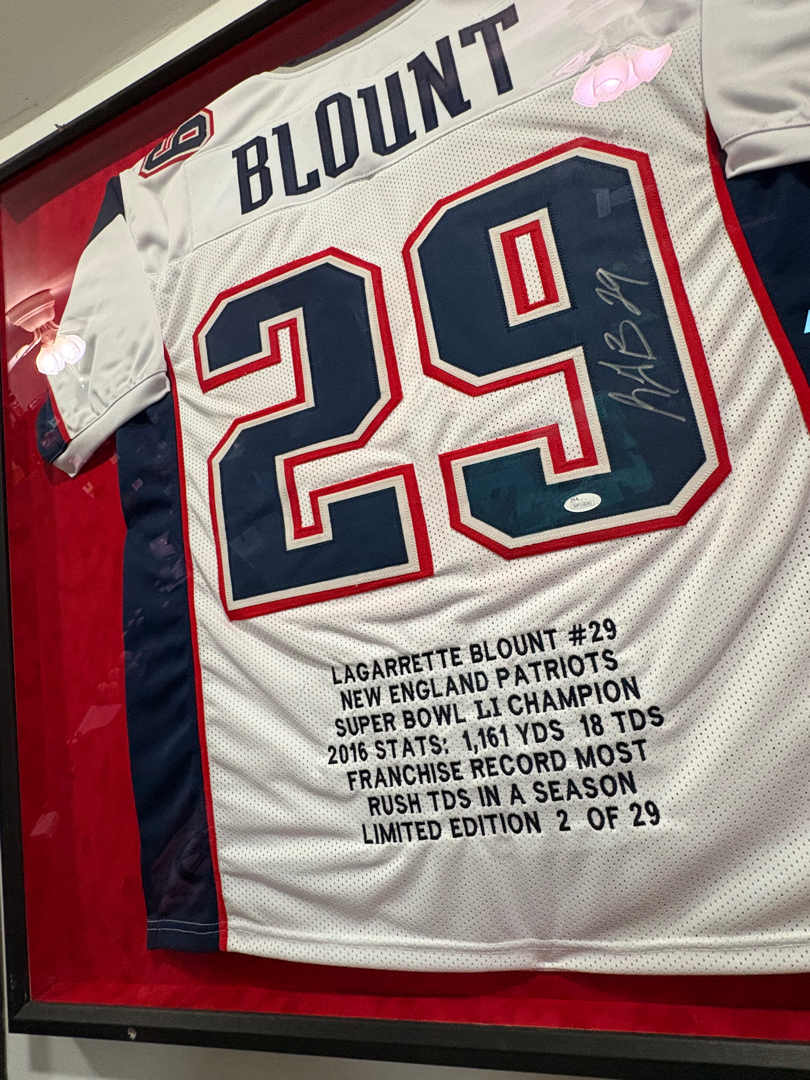 BLOUNT
29
LAGARRETTE BLOUNT #29
NEW ENGLAND PATRIOTS
SUPER BOWL LI CHAMPION
2016 STATS: 1,161 YDS 18 TDS
FRANCHISE RECORD MOST
RUSH TDS IN A SEASON
LIMITED EDITION 2 OF 29